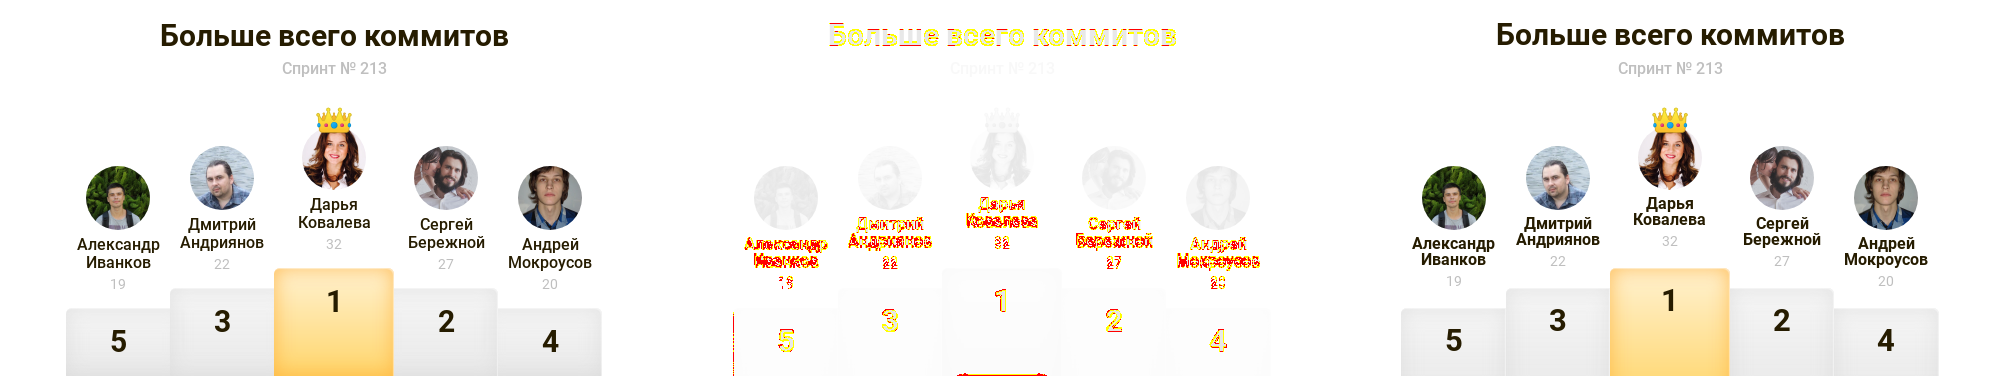 Больше всего коммитов
Спринт № 213
Дарья
Ковалева
32
Дмитрий
Андриянов
22
Сергей
Бережной
27
Александр
Иванков
19
Андрей
Мокроусов
20
1
3
2
5
4
Больше всего коммитов
Спринт № 213
Дарья
Ковалева
32
Дмитрий
Андриянов
22
Сергей
Бережной
27
Александр
Иванков
19
Андрей
Мокроусов
20
1
3
2
5
4
Больше всего коммитов
Спринт № 213
Дарья
Ковалева
32
Дмитрий
Андриянов
22
Сергей
Бережной
27
Александр
Иванков
19
Андрей
Мокроусов
20
1
3
2
5
4